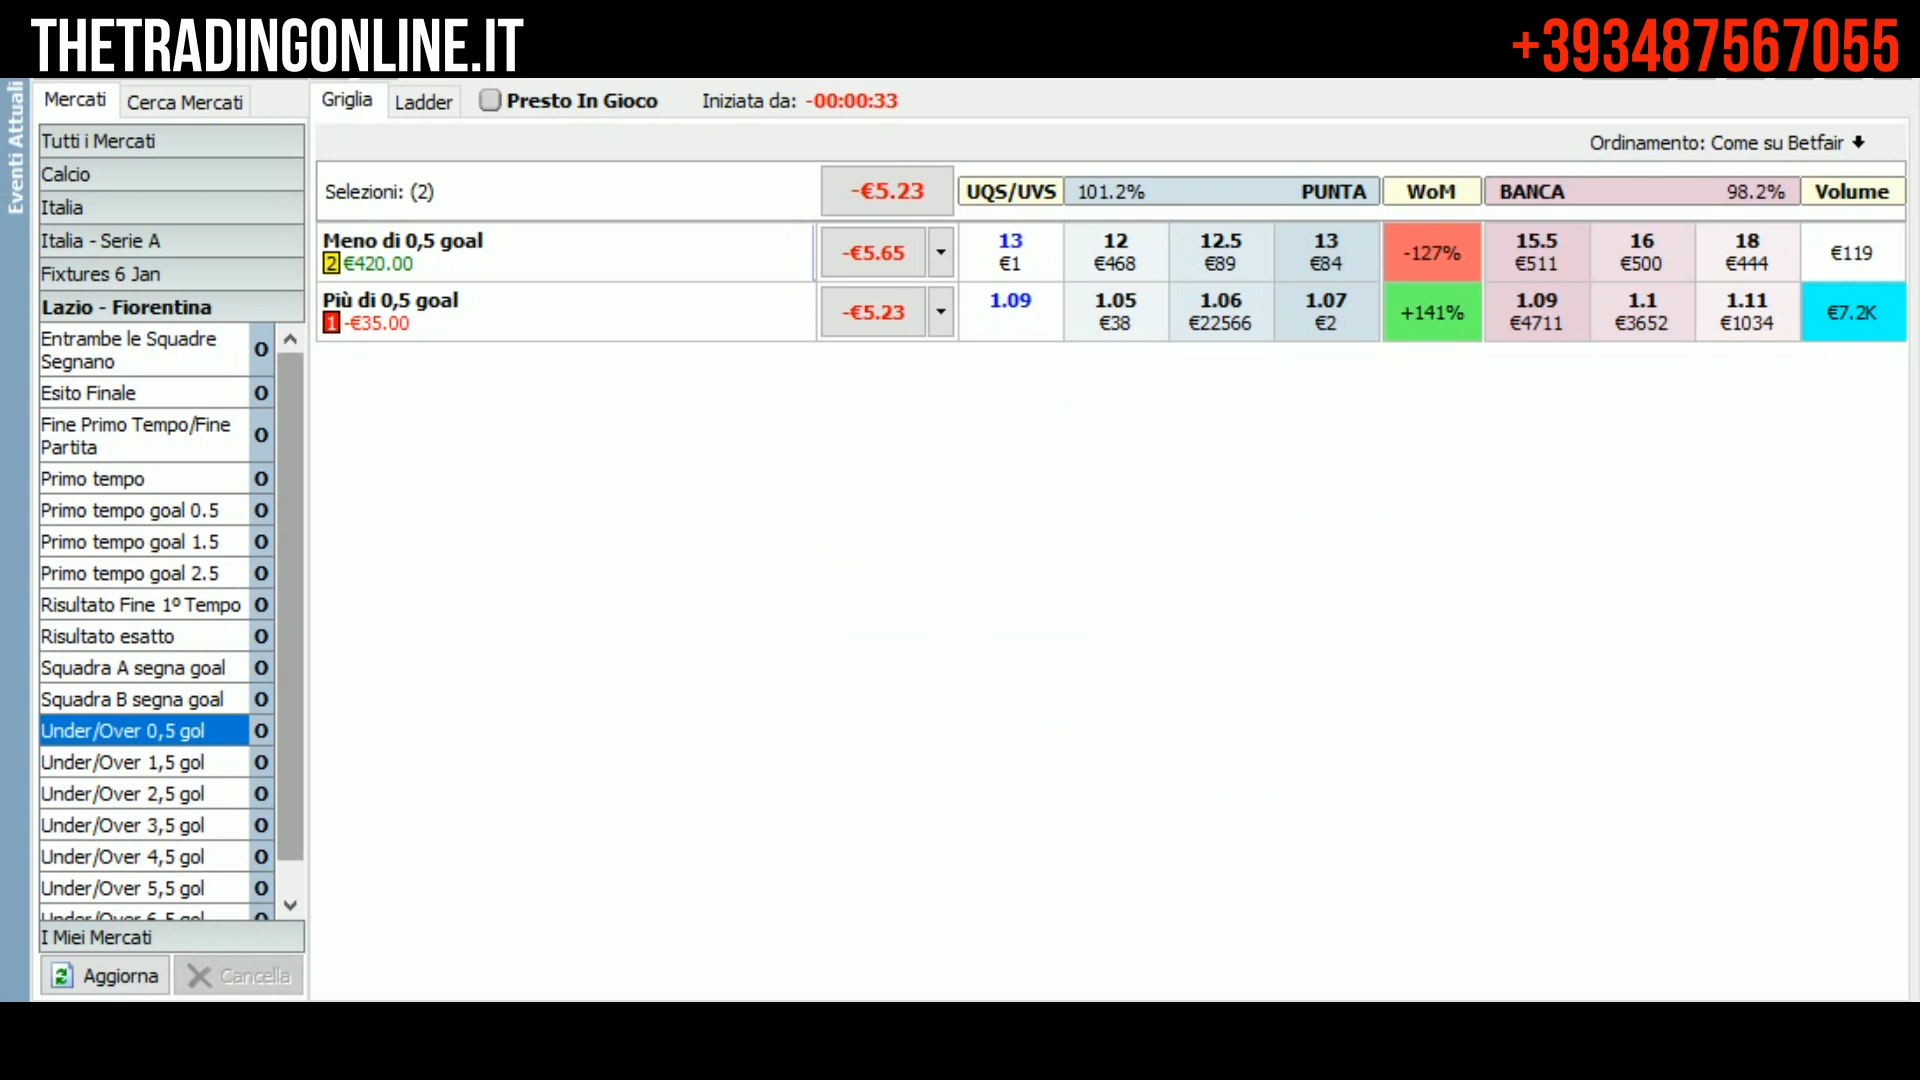 THETRADINGONLINE.IT
+393487567055
Eventi Attuali
Mercati
Cerca Mercati
Griglia
Ladder
Presto In Gioco
Iniziata da: -00:00:33
Tutti i Mercati
Calcio
Italia
Italia - Serie A
Fixtures 6 Jan
Lazio - Fiorentina
Entrambe le Squadre
Segnano
0
Esito Finale 0
Fine Primo Tempo/Fine
Partita
0
Primo tempo 0
Primo tempo goal 0.5 0
Primo tempo goal 1.5 0
Primo tempo goal 2.5 0
Risultato Fine 1º Tempo 0
Risultato esatto 0
Squadra A segna goal 0
Squadra B segna goal 0
Under/Over 0,5 gol 0
Under/Over 1,5 gol 0
Under/Over 2,5 gol 0
Under/Over 3,5 gol 0
Under/Over 4,5 gol 0
Under/Over 5,5 gol 0
Under/Over 6,5 gol 0
I Miei Mercati
Aggiorna
Cancella
Ordinamento: Come su Betfair
Selezioni: (2) -€5.23 UQS/UVS 101.2% PUNTA WoM BANCA 98.2% Volume
Meno di 0,5 goal
2 €420.00
-€5.65
13 12 12.5 13 -127% 15.5 16 18 €119
€1 €468 €89 €84 €511 €500 €444
Più di 0,5 goal
1 -€35.00
-€5.23
1.09 1.05 1.06 1.07 +141% 1.09 1.1 1.11 €7.2K
€38 €22566 €2 €4711 €3652 €1034